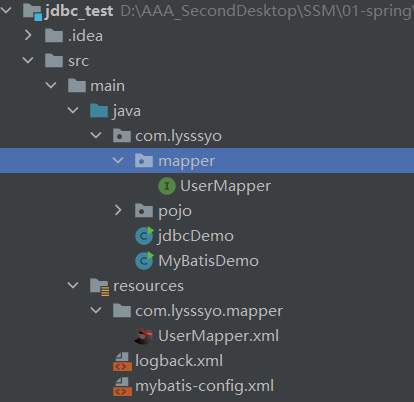 jdbc_test D:\AAA_SecondDesktop\SSM\01-spring\
.idea
src
main
java
com.lysssyo
mapper
I UserMapper
pojo
C jdbcDemo
C MyBatisDemo
resources
com.lysssyo.mapper
UserMapper.xml
logback.xml
mybatis-config.xml